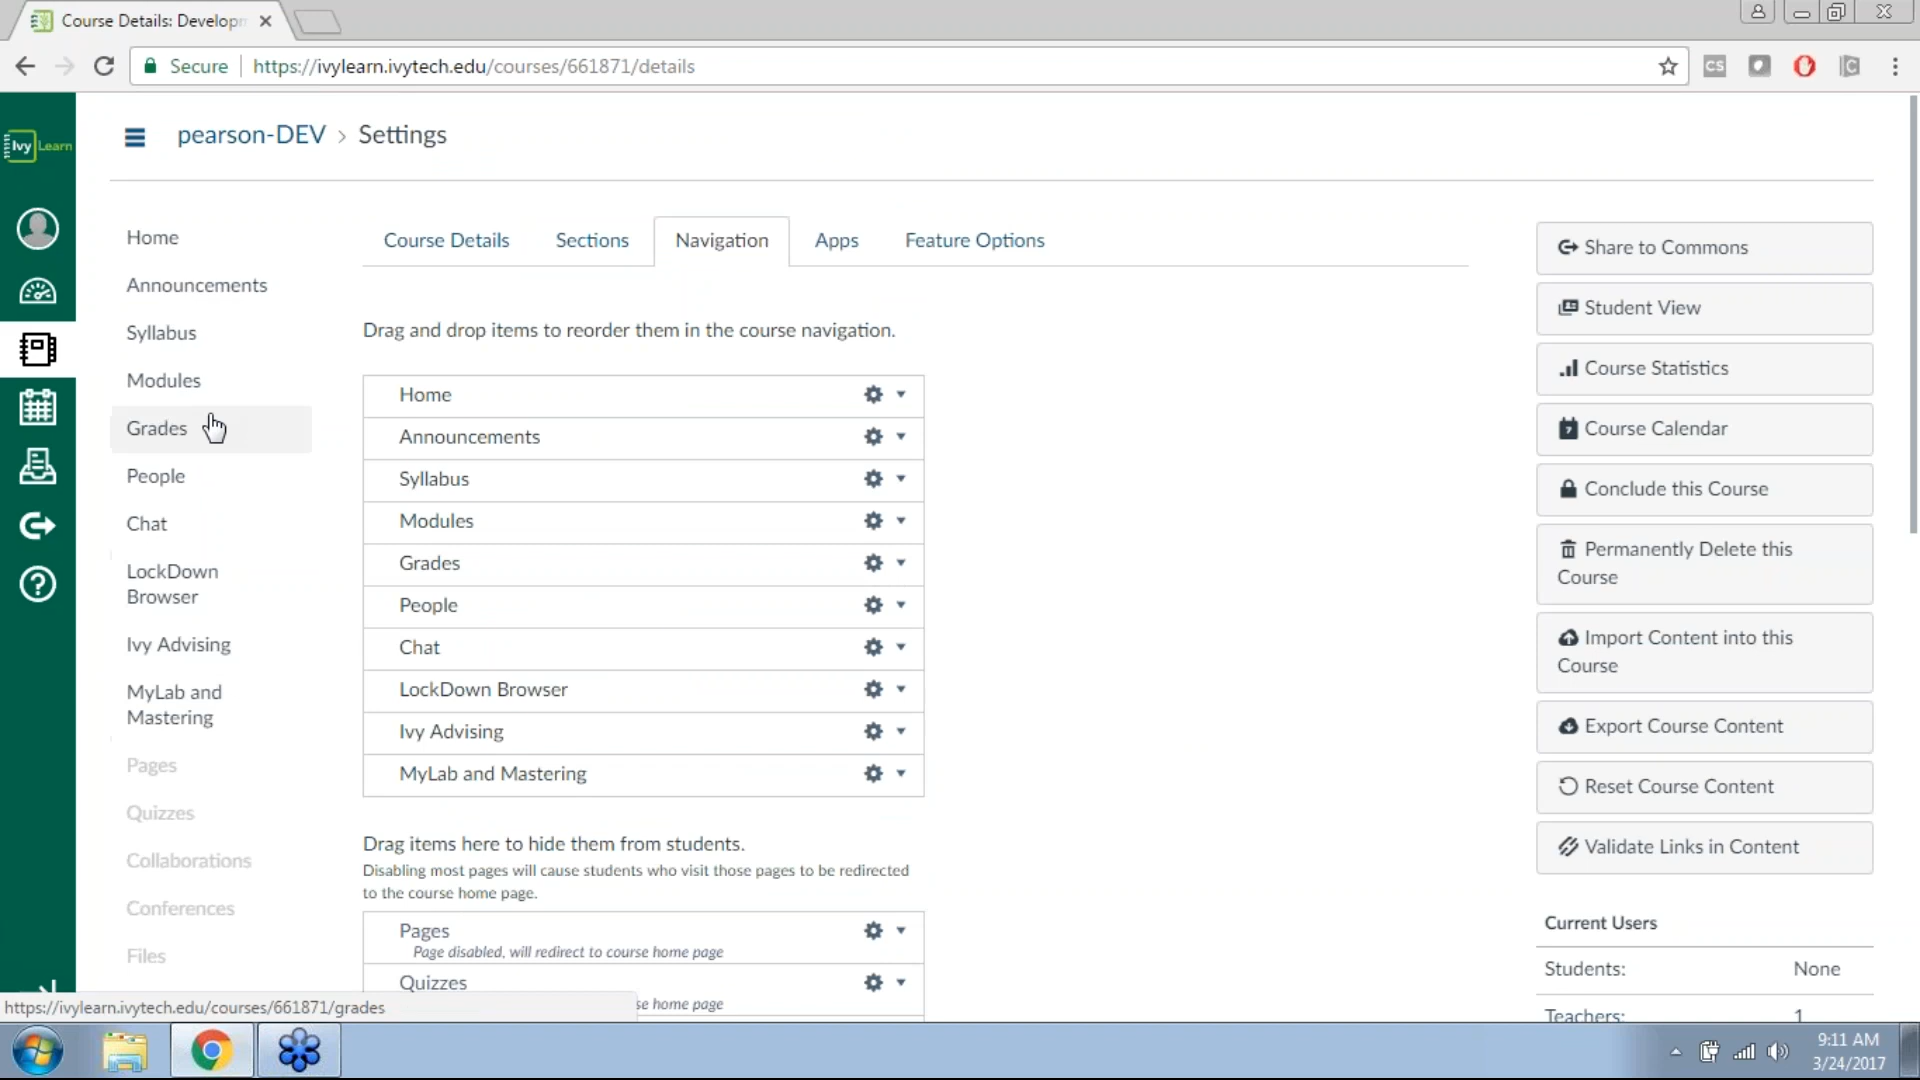 Course Details: Developm
Secure
https://ivylearn.ivytech.edu/courses/661871/details
CS
Ivy Learn
pearson-DEV > Settings
Home
Announcements
Syllabus
Modules
Grades
People
Chat
LockDown
Browser
Ivy Advising
MyLab and
Mastering
Pages
Quizzes
Collaborations
Conferences
Files
Course Details
Sections
Navigation
Apps
Feature Options
Drag and drop items to reorder them in the course navigation.
Home
Announcements
Syllabus
Modules
Grades
People
Chat
LockDown Browser
Ivy Advising
MyLab and Mastering
Drag items here to hide them from students.
Disabling most pages will cause students who visit those pages to be redirected
to the course home page.
Pages
Page disabled, will redirect to course home page
Quizzes
se home page
Share to Commons
Student View
Course Statistics
Course Calendar
Conclude this Course
Permanently Delete this
Course
Import Content into this
Course
Export Course Content
Reset Course Content
Validate Links in Content
Current Users
Students: None
Teachers: 1
https://ivylearn.ivytech.edu/courses/661871/grades
9:11 AM
3/24/2017